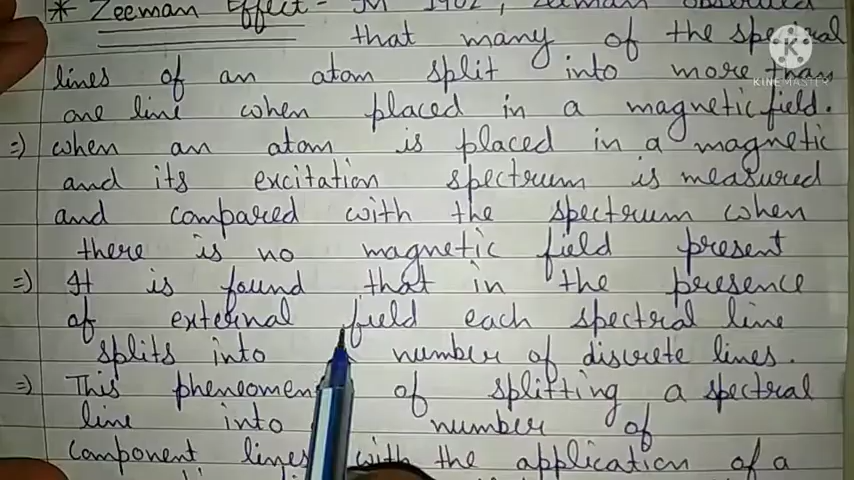 * Zeeman Effect - In 1902, Zeeman observed
that many of the spectral
lines of an atom split into more than
one line when placed in a magnetic field.
=) when an atom is placed in a magnetic
and its excitation spectrum is measured
and compared with the spectrum when
there is no magnetic field present
=) It is found that in the presence
of external field each spectral line
splits into number of discrete lines.
=) This pheneomen of splitting a spectral
line into number of
component lines with the application of a
KINEMASTER